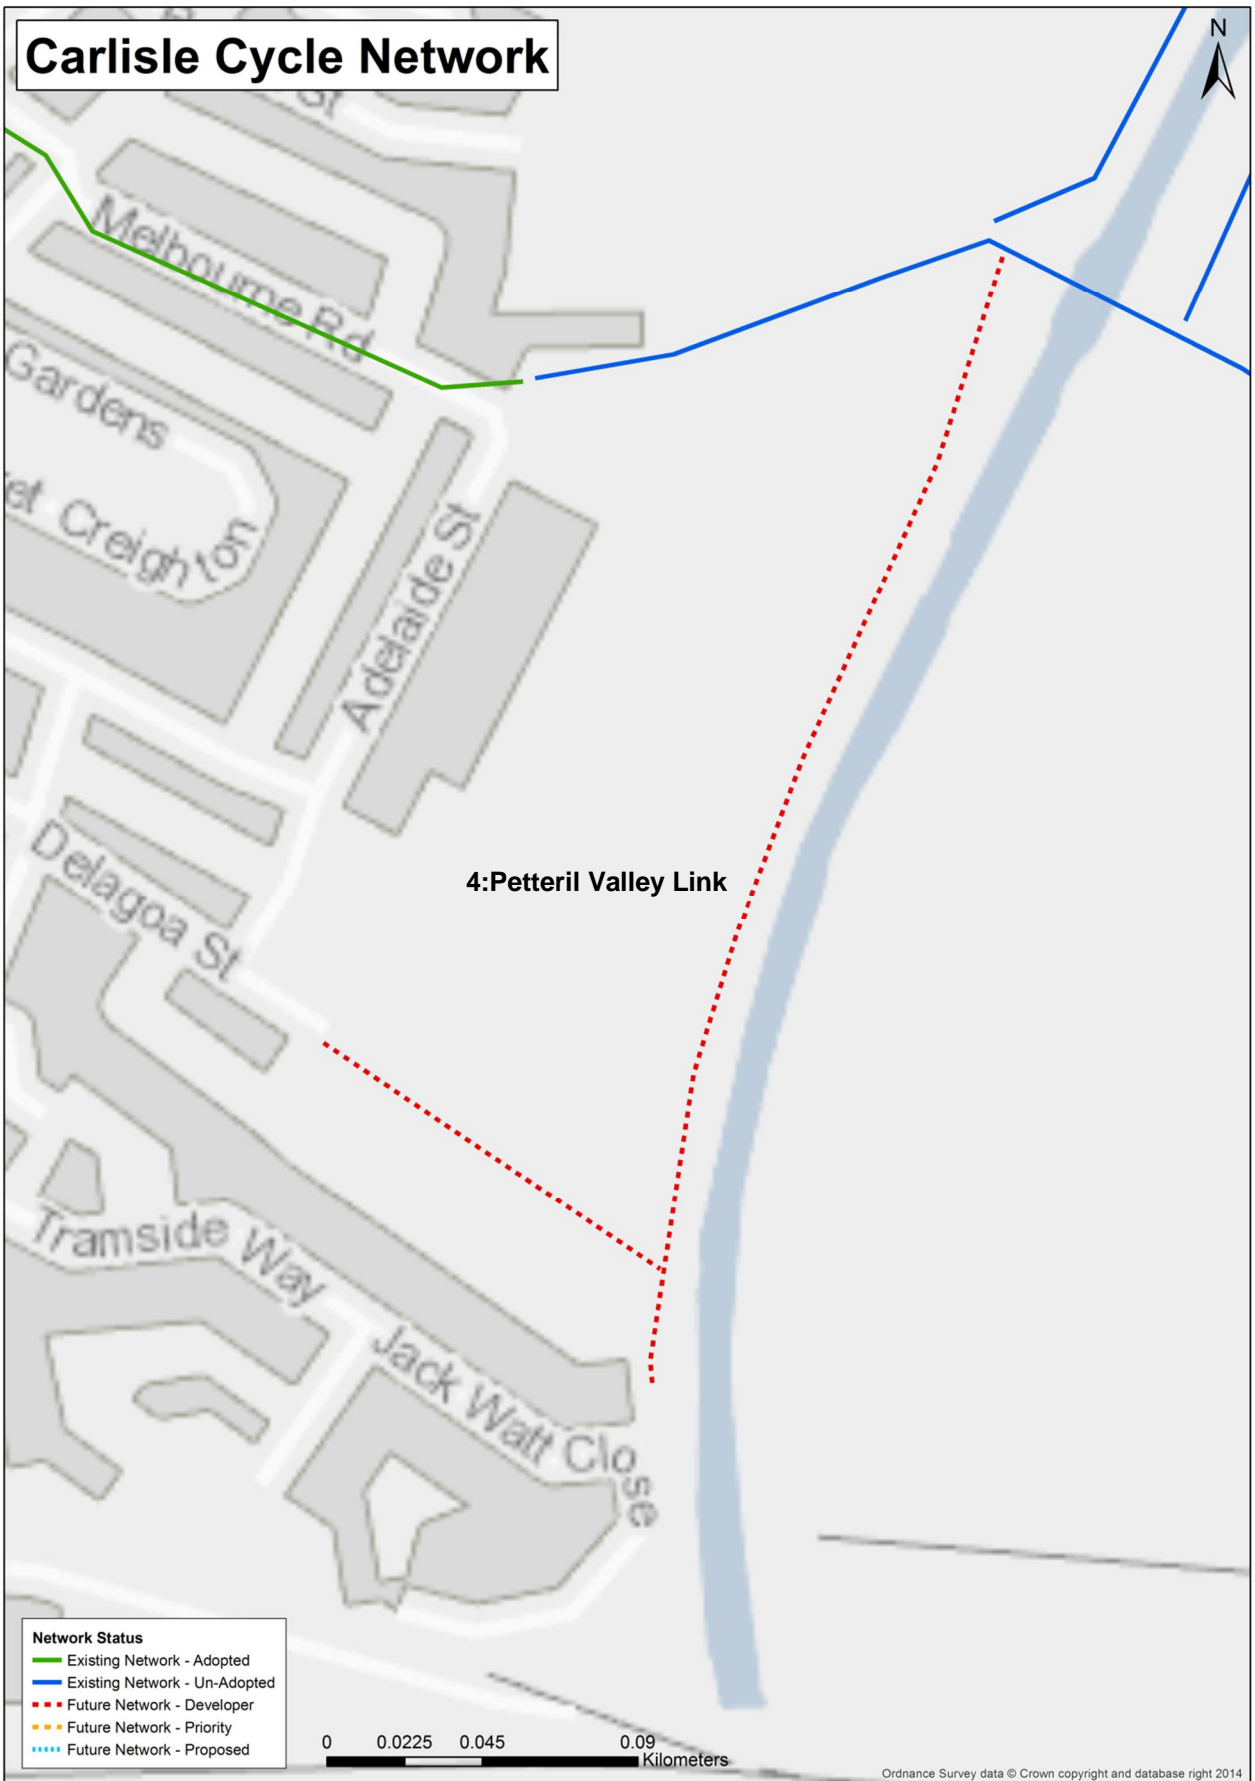 Carlisle Cycle Network
N
St
Melbourne Rd
Gardens
Creighton
Adelaide St
4:Petteril Valley Link
Delagoa St
Tramside Way
Jack Watt Close
Network Status
Existing Network - Adopted
Existing Network - Un-Adopted
Future Network - Developer
Future Network - Priority
Future Network - Proposed
0 0.0225 0.045 0.09
Kilometers
Ordnance Survey data © Crown copyright and database right 2014